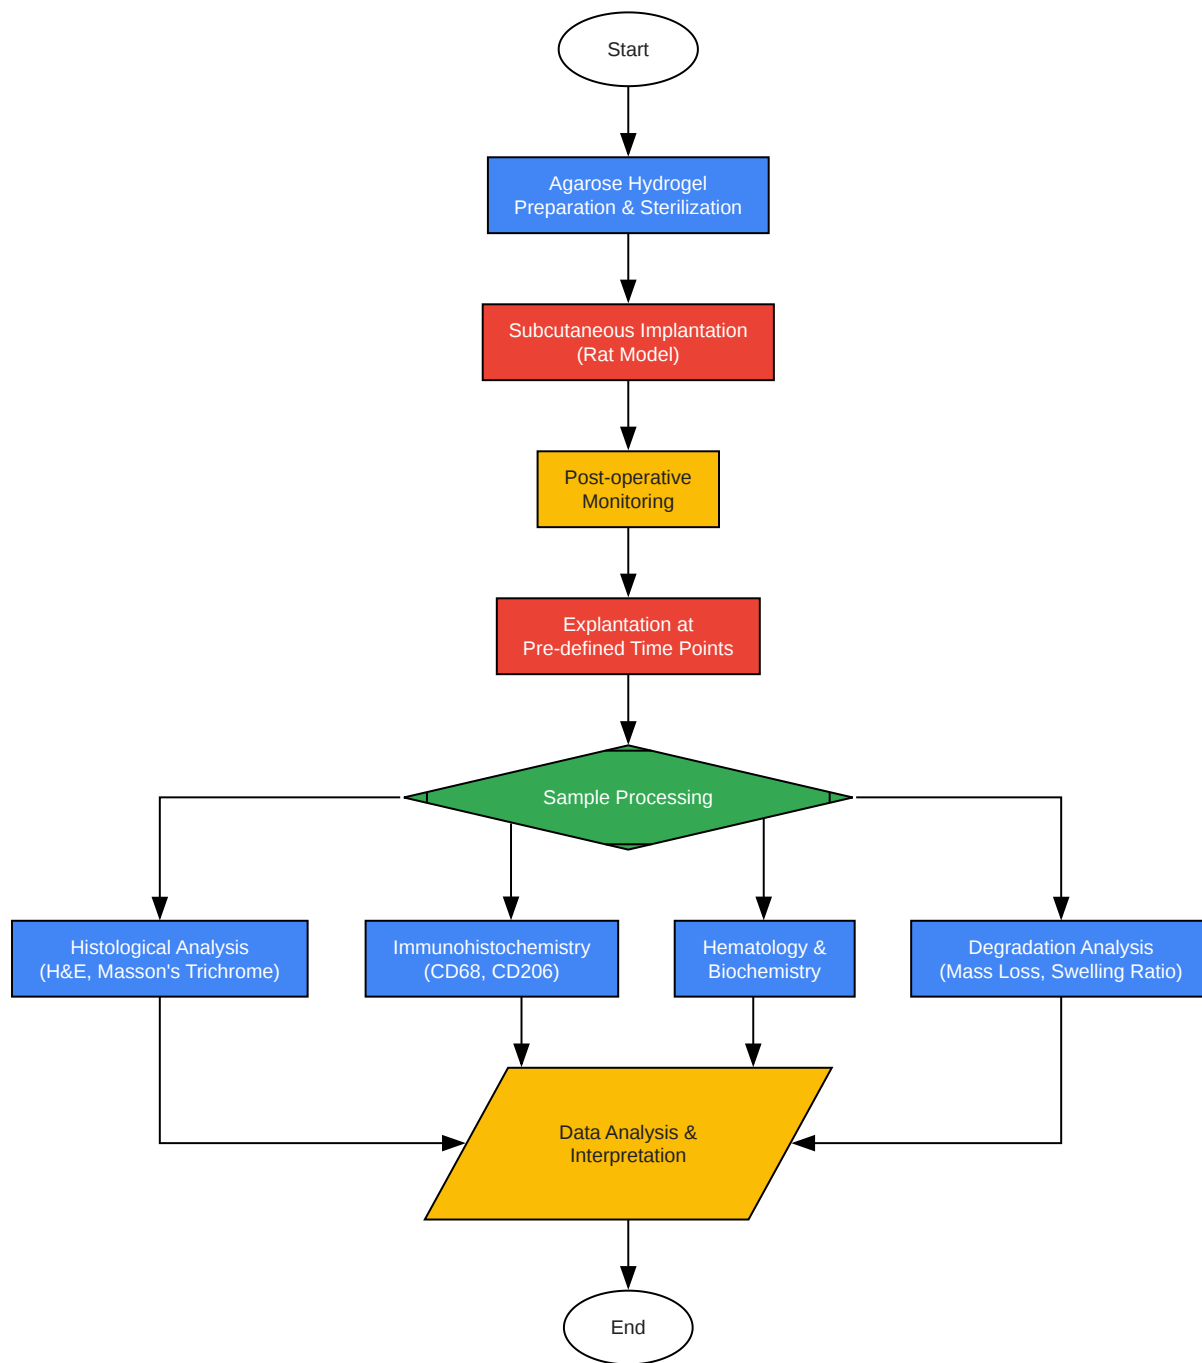 Start
Agarose Hydrogel
Preparation & Sterilization
Subcutaneous Implantation
(Rat Model)
Post-operative
Monitoring
Explantation at
Pre-defined Time Points
Sample Processing
Histological Analysis
(H&E, Masson's Trichrome)
Immunohistochemistry
(CD68, CD206)
Hematology &
Biochemistry
Degradation Analysis
(Mass Loss, Swelling Ratio)
Data Analysis &
Interpretation
End